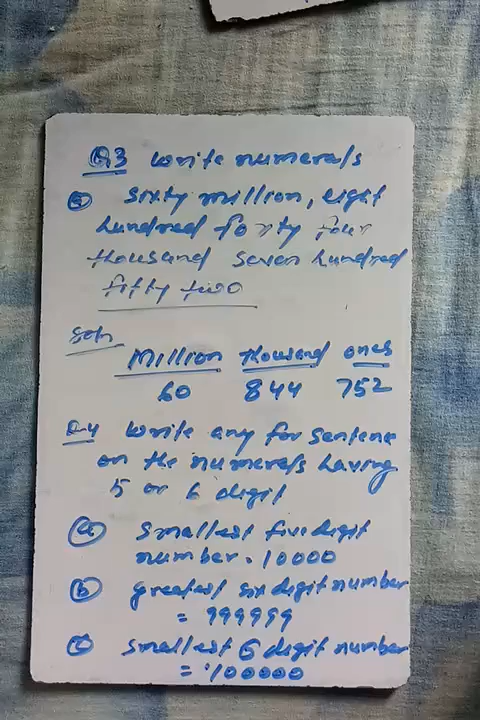 Q3 Write numerals
(a) Sixty million, eight
hundred forty four
thousand seven hundred
fifty two
Soln
Million thousand ones
60 844 752
Q4 Write any for sentene
on the numerals having
5 or 6 digit
(a) Smallest five digit
number. 10000
(b) greatest six digit number
= 999999
(c) smallest 6 digit number
= 100000